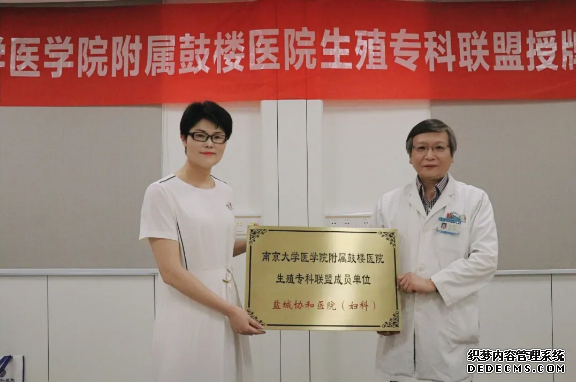 学医学院附属鼓楼医院生殖专科联盟授牌
南京大学医学院附属鼓楼医院
生殖专科联盟成员单位
盐城协和医院（妇科）
织梦内容管理系统
DEDECMS.COM